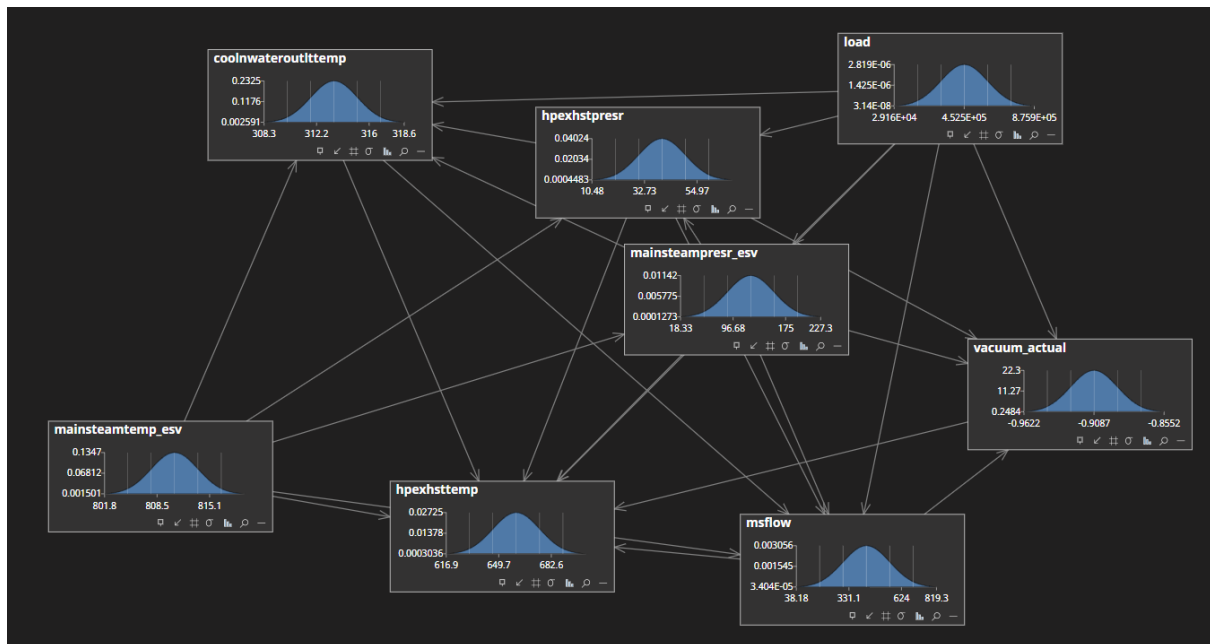 coolnwateroutlttemp
0.2325
0.1176
0.002591
308.3 312.2 316 318.6
load
2.819E-06
1.425E-06
3.14E-08
2.916E+04 4.525E+05 8.759E+05
hpexhstpresr
0.04024
0.02034
0.0004483
10.48 32.73 54.97
mainsteampresr_esv
0.01142
0.005775
0.0001273
18.33 96.68 175 227.3
vacuum_actual
22.3
11.27
0.2484
-0.9622 -0.9087 -0.8552
mainsteamtemp_esv
0.1347
0.06812
0.001501
801.8 808.5 815.1
hpexhsttemp
0.02725
0.01378
0.0003036
616.9 649.7 682.6
msflow
0.003056
0.001545
3.404E-05
38.18 331.1 624 819.3